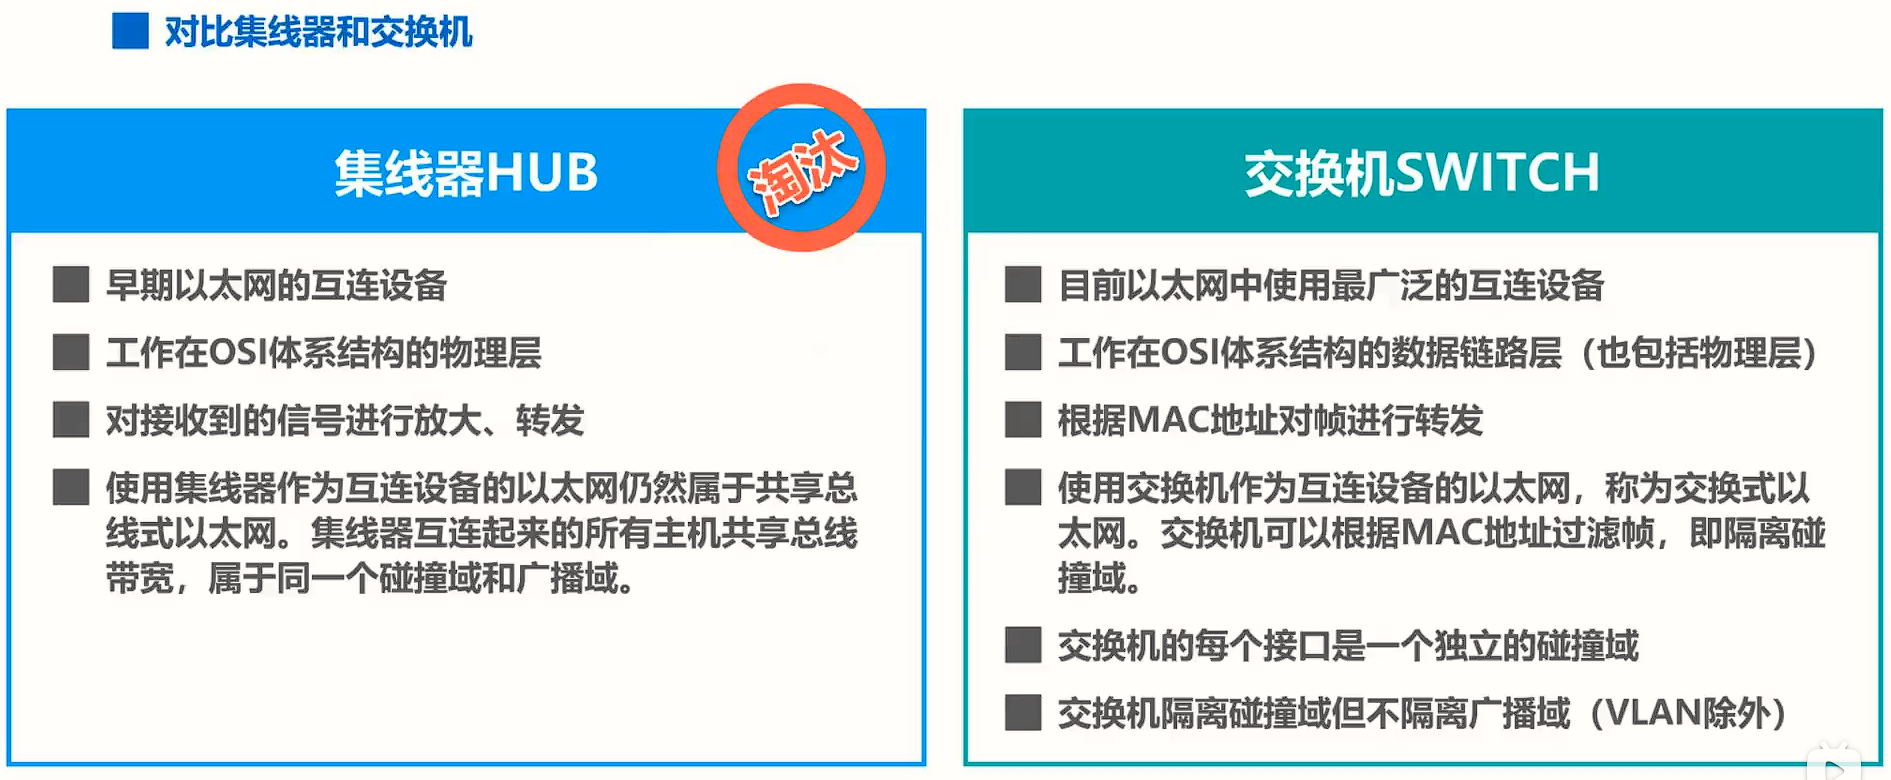 对比集线器和交换机
集线器HUB
淘汰
早期以太网的互连设备
工作在OSI体系结构的物理层
对接收到的信号进行放大、转发
使用集线器作为互连设备的以太网仍然属于共享总
线式以太网。集线器互连起来的所有主机共享总线
带宽，属于同一个碰撞域和广播域。
交换机SWITCH
目前以太网中使用最广泛的互连设备
工作在OSI体系结构的数据链路层（也包括物理层）
根据MAC地址对帧进行转发
使用交换机作为互连设备的以太网，称为交换式以
太网。交换机可以根据MAC地址过滤帧，即隔离碰
撞域。
交换机的每个接口是一个独立的碰撞域
交换机隔离碰撞域但不隔离广播域（VLAN除外）